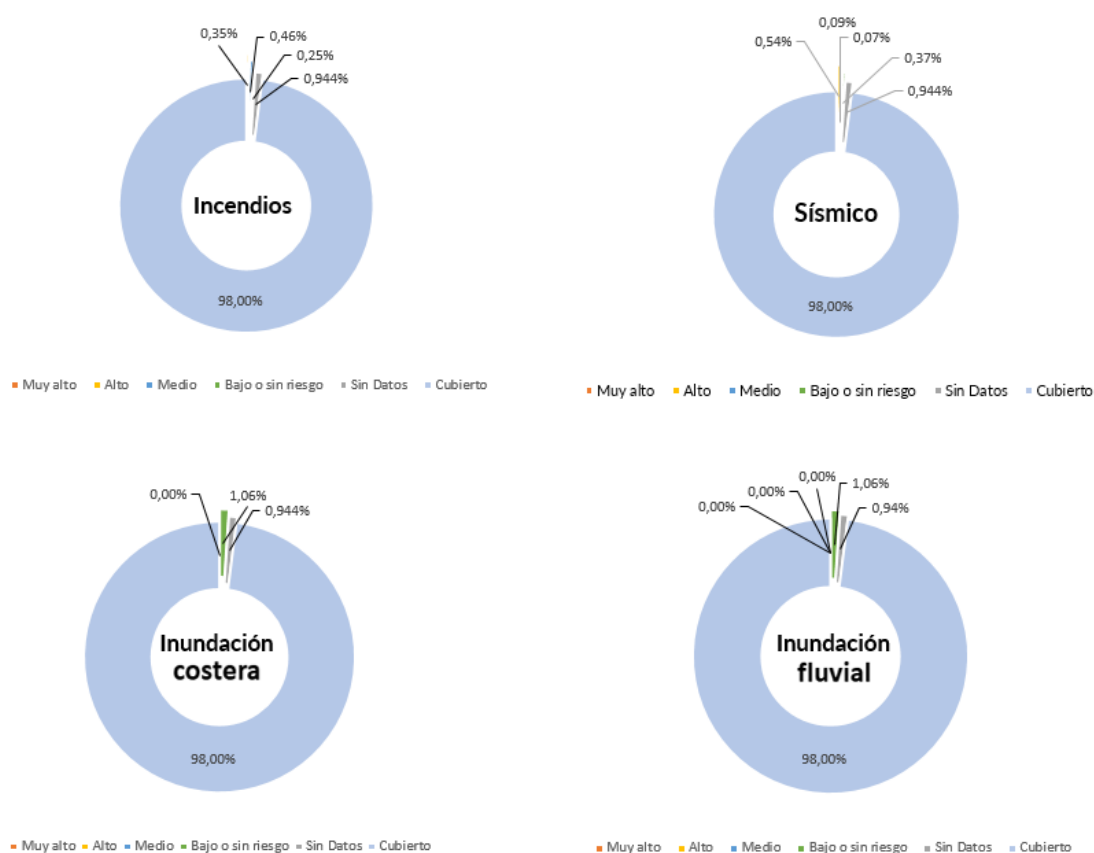 0,35%
0,46%
0,25%
0,944%
Incendios
98,00%
Muy alto Alto Medio Bajo o sin riesgo Sin Datos Cubierto
0,09%
0,54%
0,07%
0,37%
0,944%
Sísmico
98,00%
Muy alto Alto Medio Bajo o sin riesgo Sin Datos Cubierto
0,00%
1,06%
0,944%
Inundación
costera
98,00%
Muy alto Alto Medio Bajo o sin riesgo Sin Datos Cubierto
0,00%
0,00%
0,00%
1,06%
0,94%
Inundación
fluvial
98,00%
Muy alto Alto Medio Bajo o sin riesgo Sin Datos Cubierto